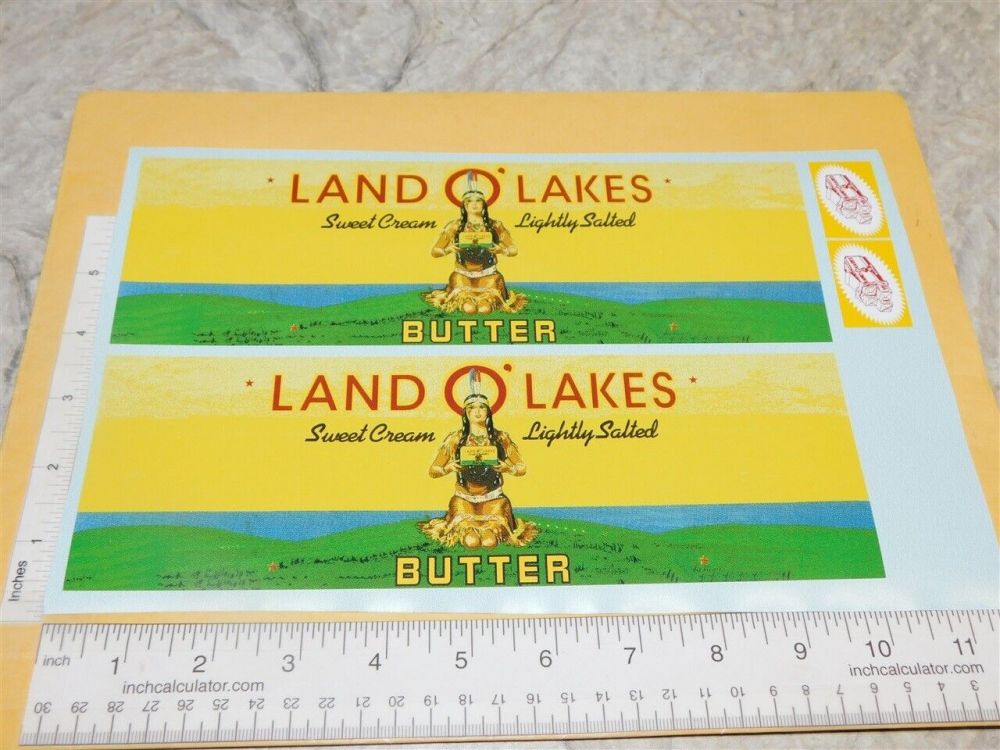 LAND O' LAKES
Sweet Cream Lightly Salted
BUTTER
LAND O' LAKES
Sweet Cream Lightly Salted
BUTTER
Inches 1 2 3 4 5
inch 1 2 3 4 5 6 7 8 9 10 11
inchcalculator.com inchcalculator.com
30 29 28 27 26 25 24 23 22 21 20 19 18 17 16 15 14 13 12 11 10 9 8 7 6 5 4 3